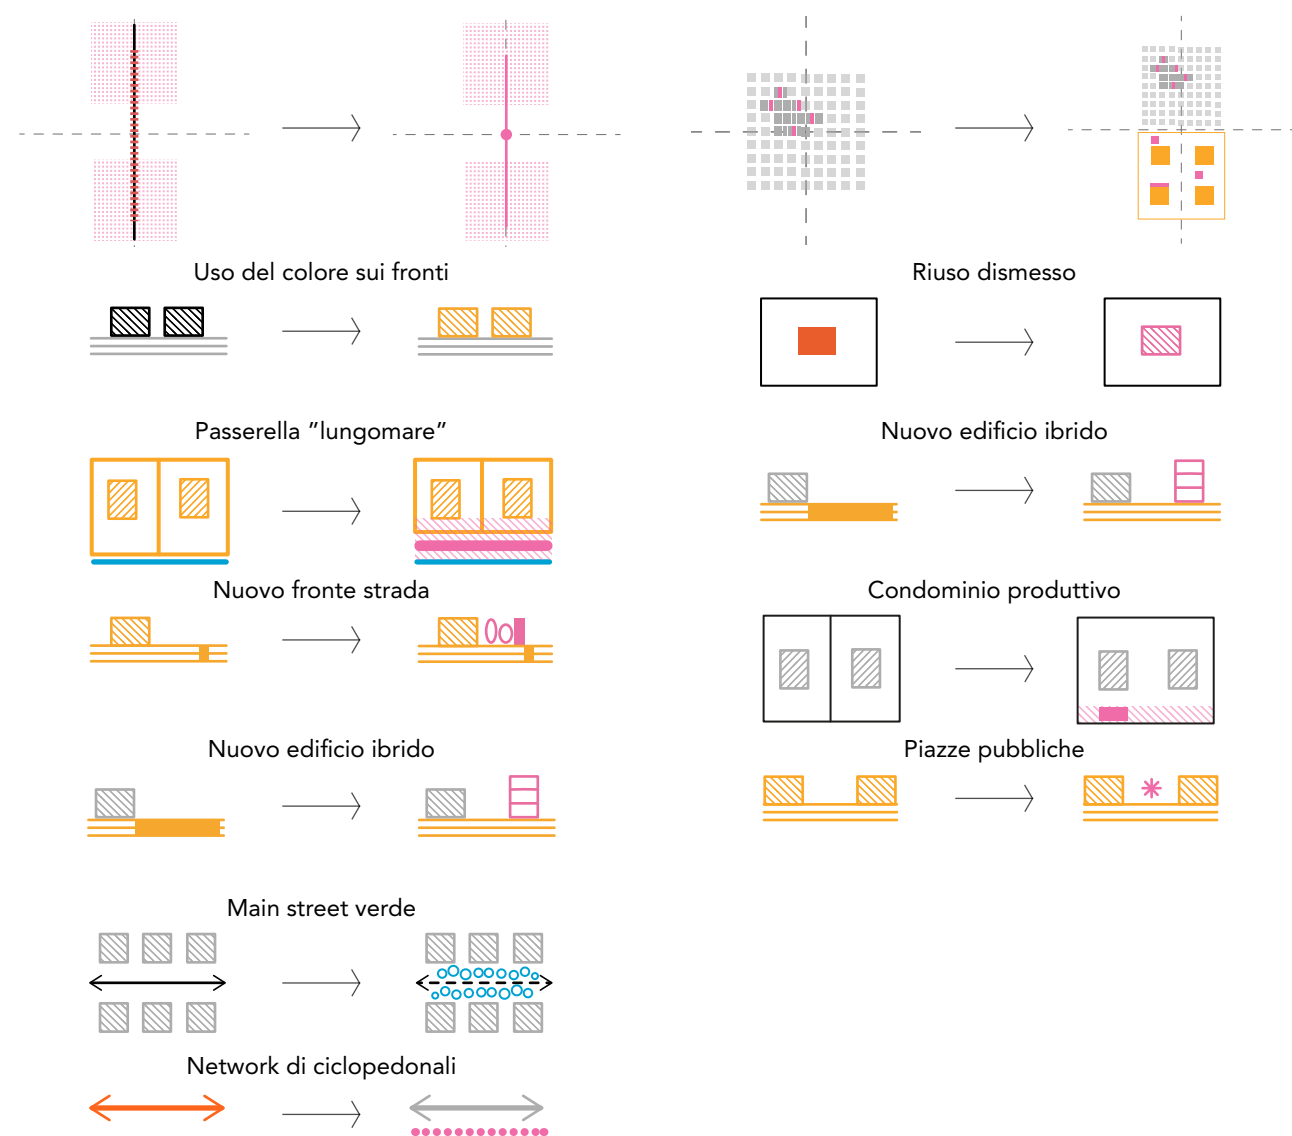 Uso del colore sui fronti
Passerella ”lungomare”
Nuovo fronte strada
Nuovo edificio ibrido
Main street verde
Network di ciclopedonali
Riuso dismesso
Nuovo edificio ibrido
Condominio produttivo
Piazze pubbliche